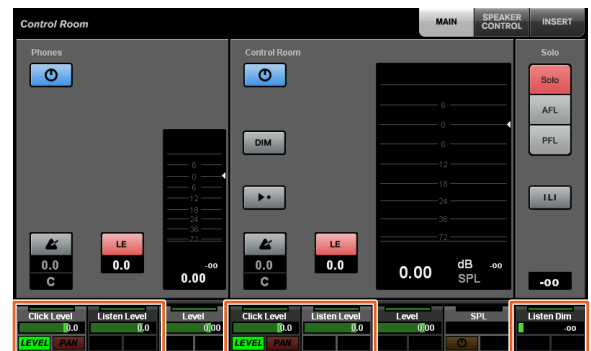 Control Room
MAIN
SPEAKER CONTROL
INSERT
Phones
Control Room
Solo
Solo
AFL
PFL
DIM
6
0
6
12
18
24
36
72
6
0
6
12
18
24
36
72
LE
LE
ILI
0.0
C
0.0
-oo
0.00
0.0
C
0.0
0.00
dB
SPL
-oo
-oo
Click Level
Listen Level
Level
Click Level
Listen Level
Level
SPL
Listen Dim
0.0
0.0
0.00
0.0
0.0
0.00
-oo
LEVEL
PAN
LEVEL
PAN